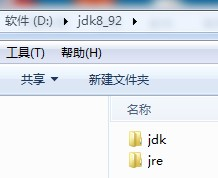 软件 (D:) ▸ jdk8_92 ▸
工具(T) 帮助(H)
共享 ▾ 新建文件夹
名称
jdk
jre